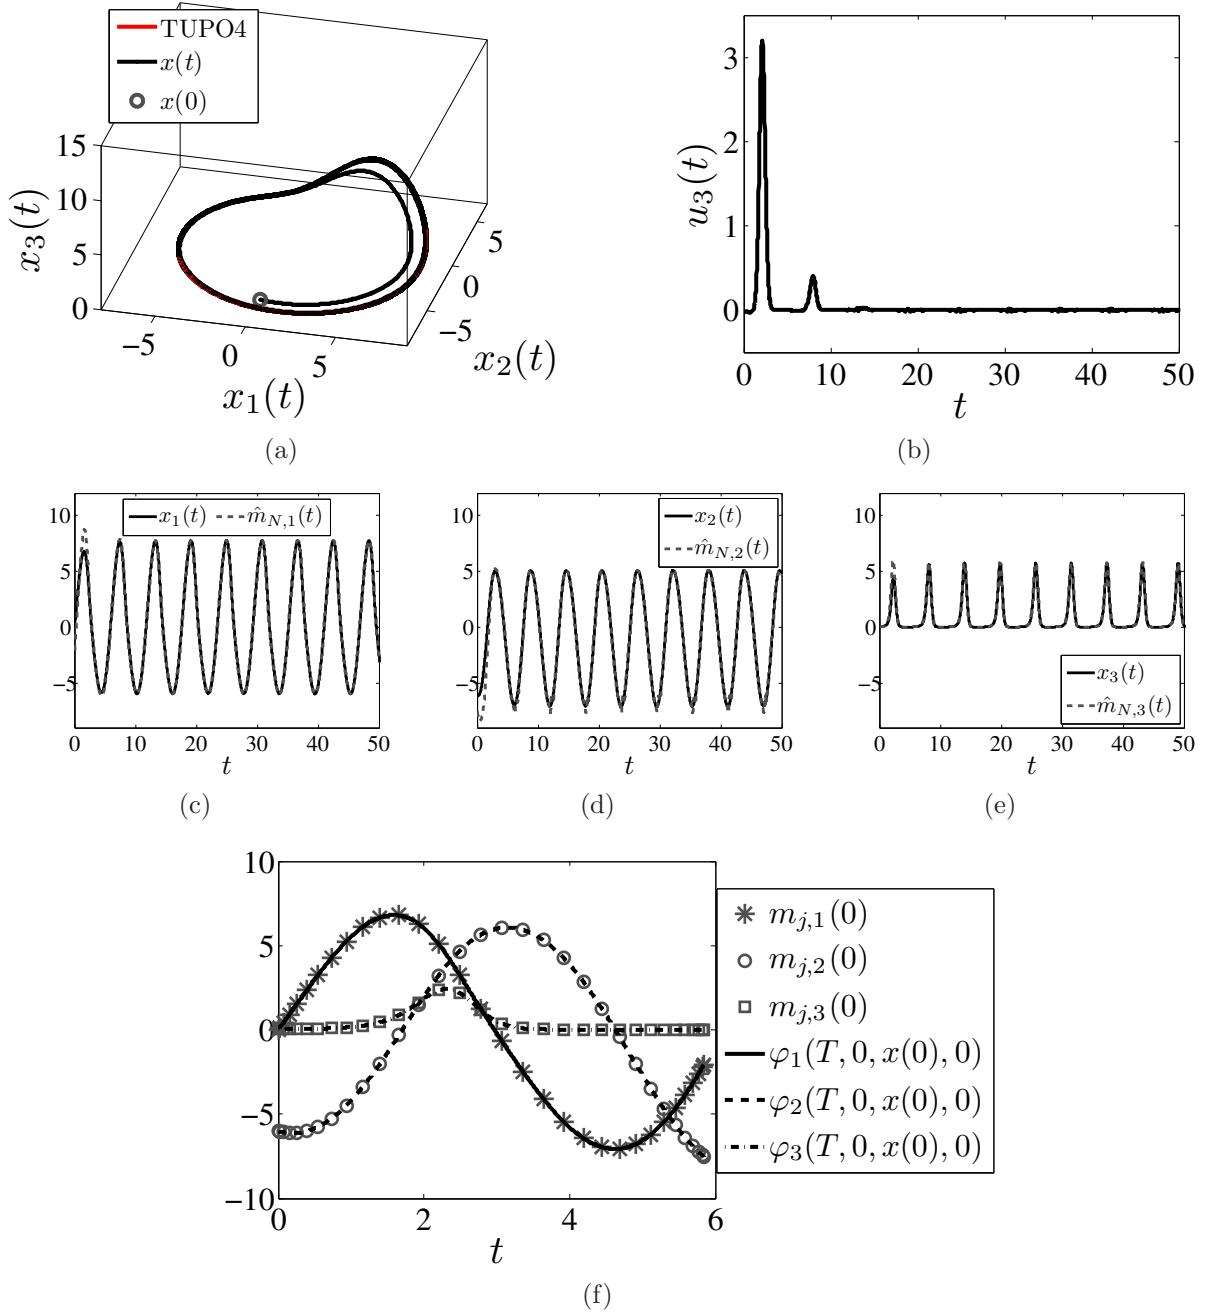 TUPO4
x(t)
x(0)
15
10
5
0
x₃(t)
−5
0
5
x₁(t)
5
0
−5
x₂(t)
(a)
3
2
1
0
u₃(t)
0 10 20 30 40 50
t
(b)
x₁(t) m̂_{N,1}(t)
10
5
0
−5
0 10 20 30 40 50
t
(c)
x₂(t)
m̂_{N,2}(t)
10
5
0
−5
0 10 20 30 40 50
t
(d)
10
5
0
−5
x₃(t)
m̂_{N,3}(t)
0 10 20 30 40 50
t
(e)
10
5
0
−5
−10
0 2 4 6
t
m_{j,1}(0)
m_{j,2}(0)
m_{j,3}(0)
φ₁(T, 0, x(0), 0)
φ₂(T, 0, x(0), 0)
φ₃(T, 0, x(0), 0)
(f)